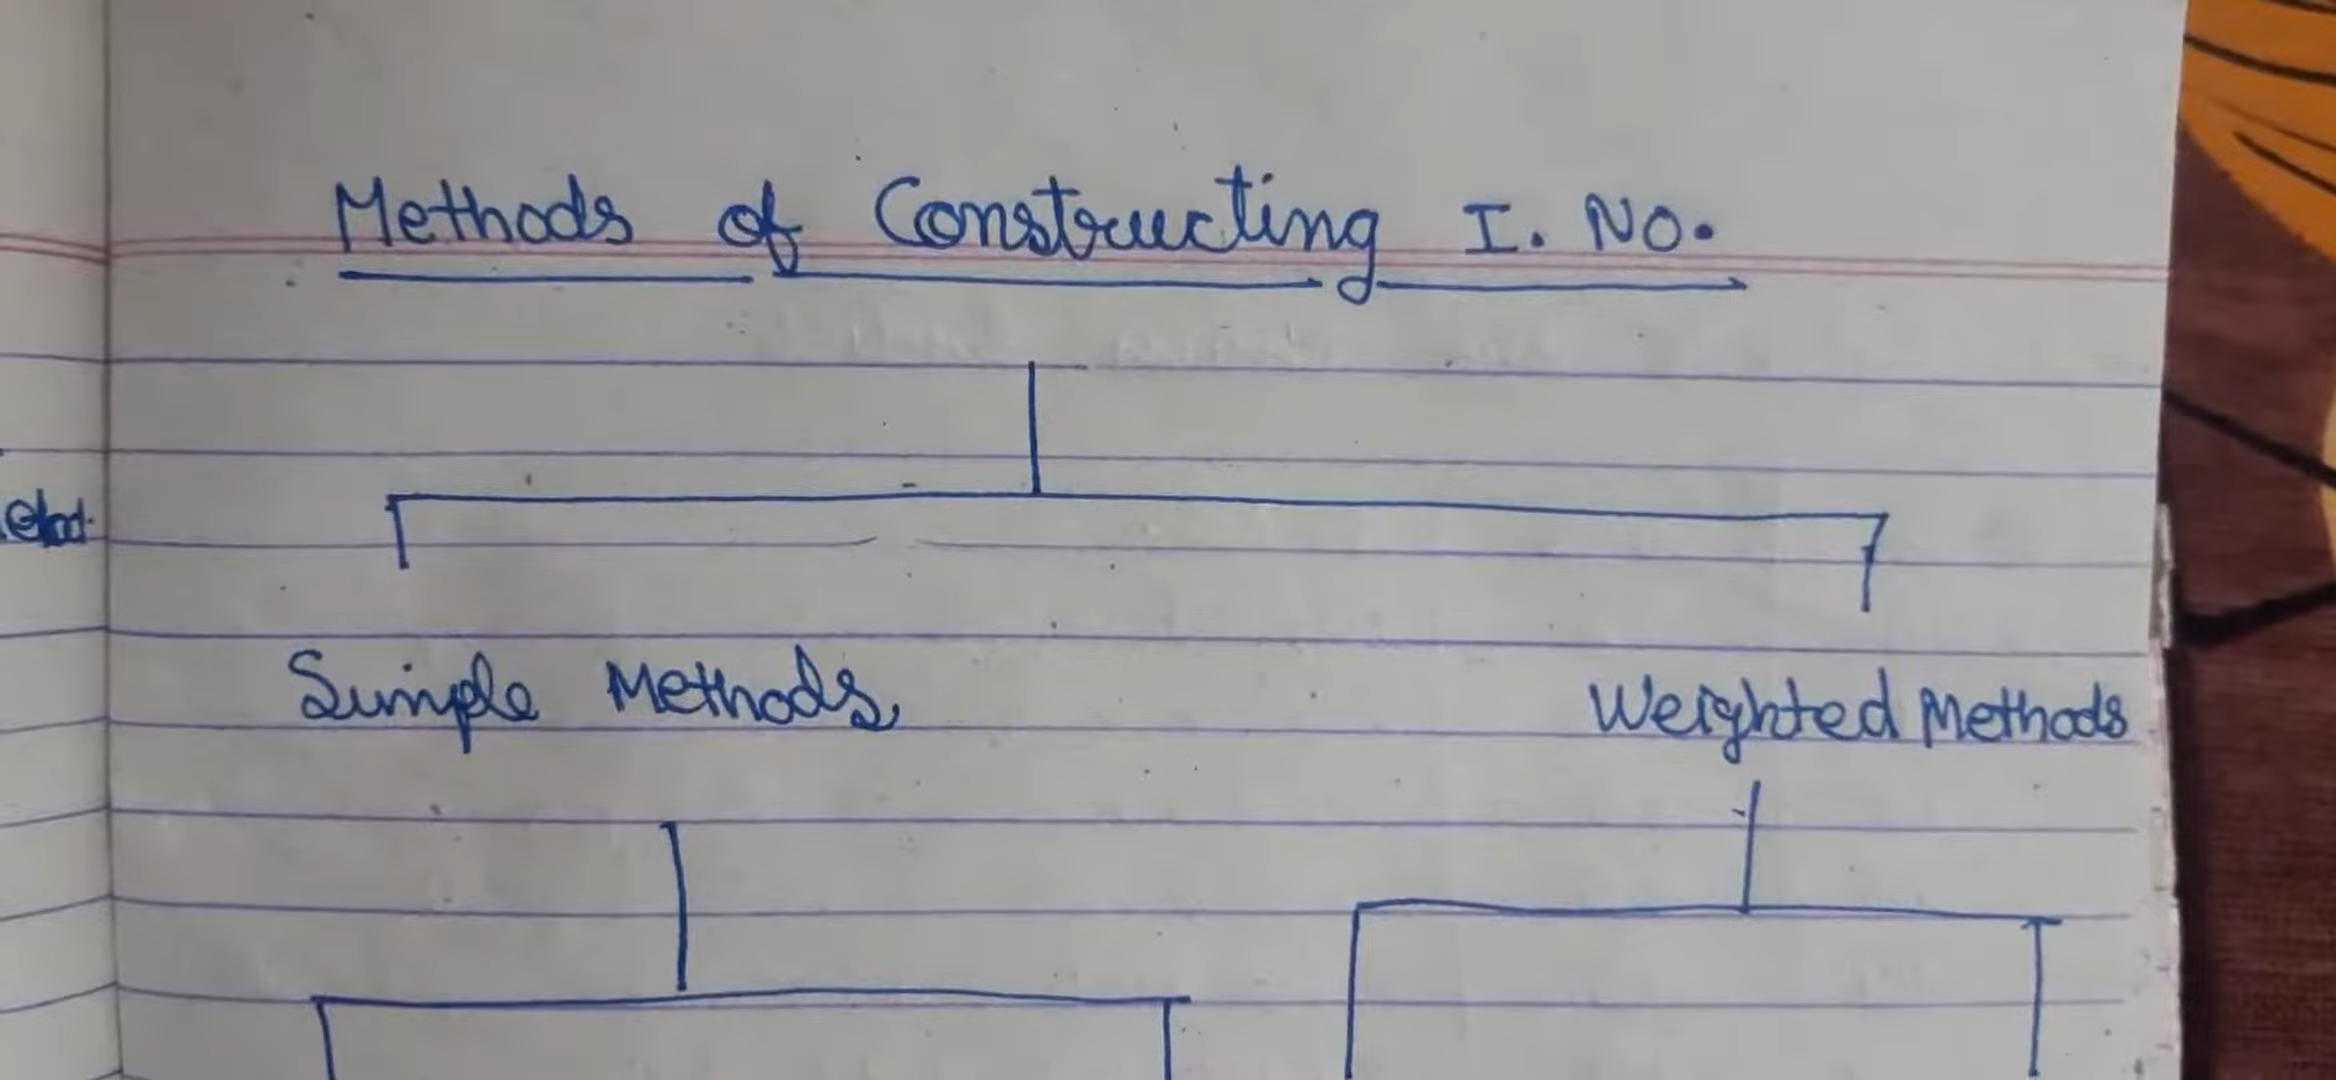 Methods of Constructing I. No.
Simple Methods
Weighted Methods